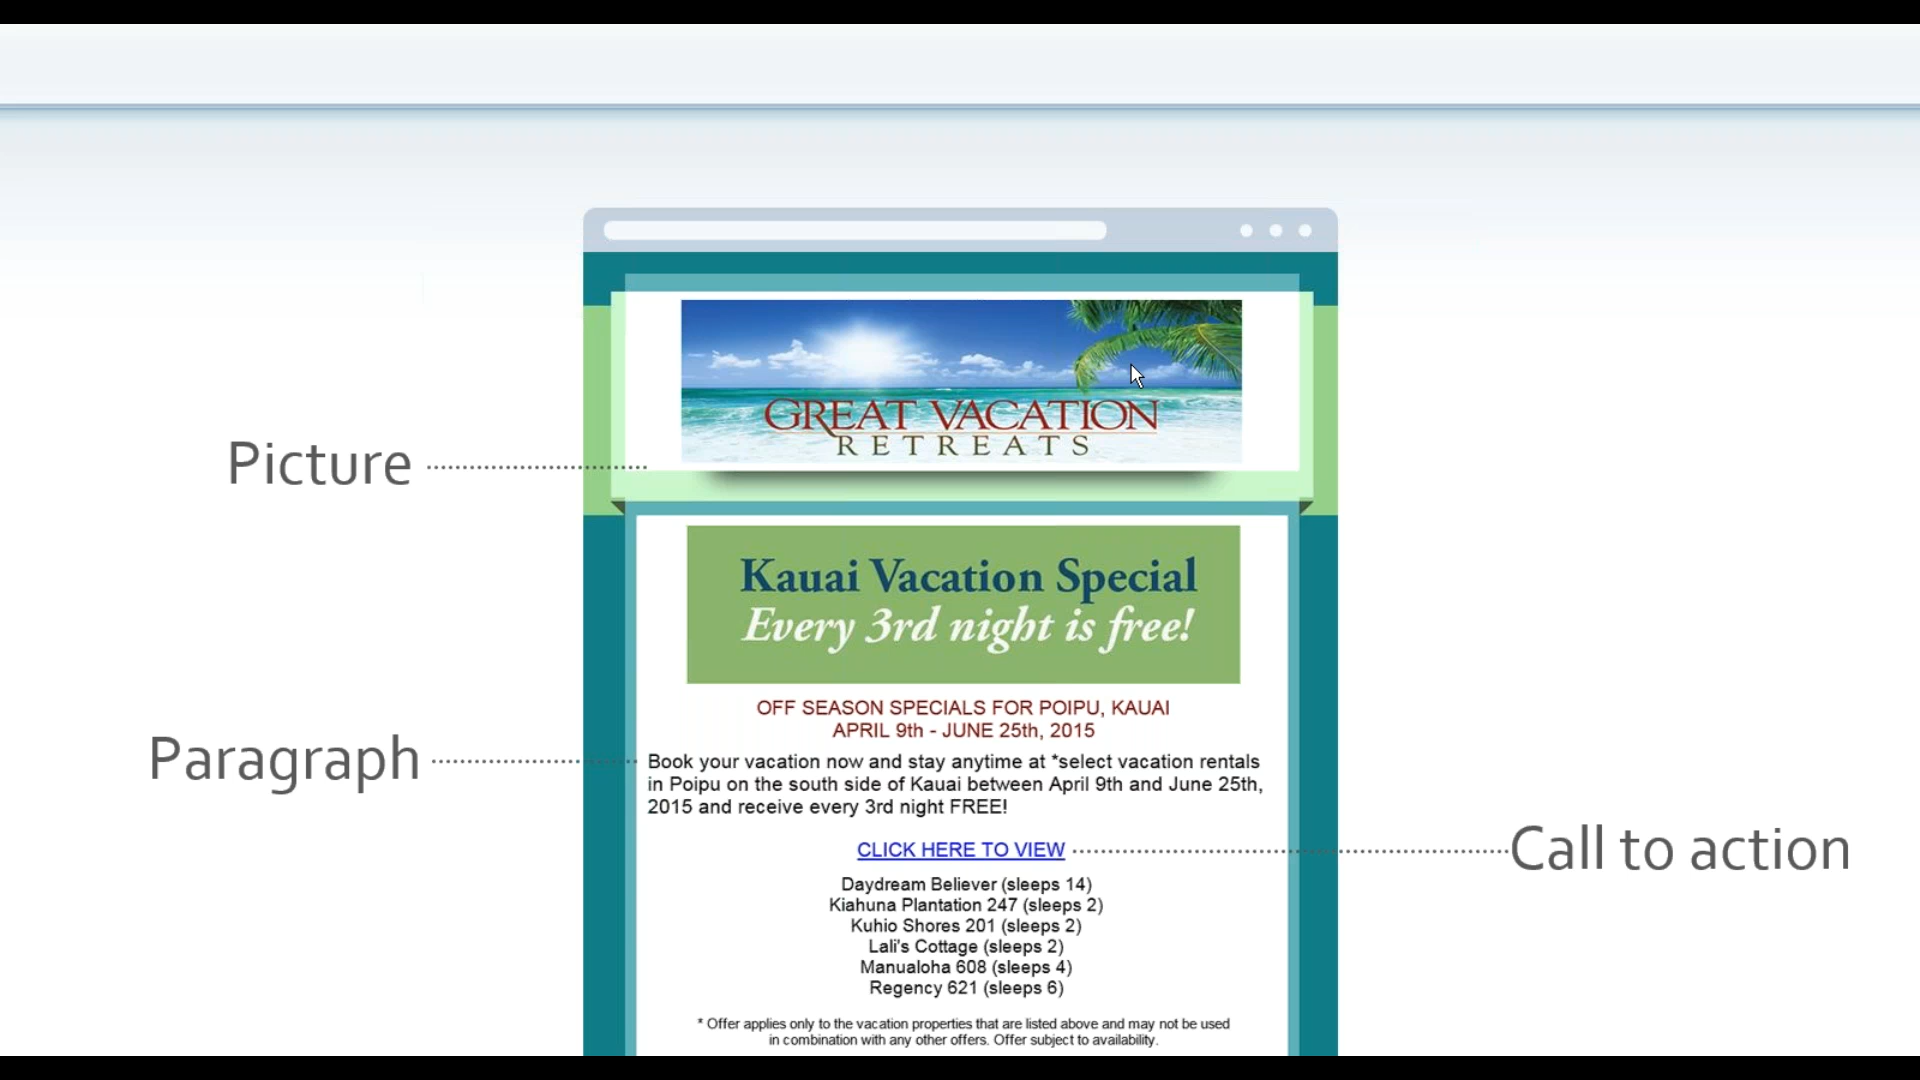 GREAT VACATION
RETREATS
Picture
Kauai Vacation Special
Every 3rd night is free!
OFF SEASON SPECIALS FOR POIPU, KAUAI
APRIL 9th - JUNE 25th, 2015
Paragraph
Book your vacation now and stay anytime at *select vacation rentals
in Poipu on the south side of Kauai between April 9th and June 25th,
2015 and receive every 3rd night FREE!
CLICK HERE TO VIEW
Call to action
Daydream Believer (sleeps 14)
Kiahuna Plantation 247 (sleeps 2)
Kuhio Shores 201 (sleeps 2)
Lali's Cottage (sleeps 2)
Manualoha 608 (sleeps 4)
Regency 621 (sleeps 6)
* Offer applies only to the vacation properties that are listed above and may not be used
in combination with any other offers. Offer subject to availability.